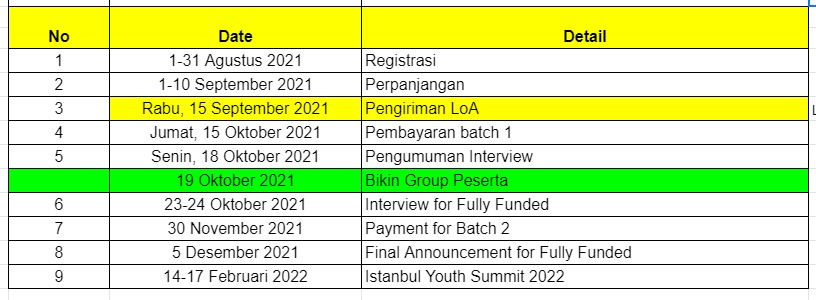 No Date Detail
1 1-31 Agustus 2021 Registrasi
2 1-10 September 2021 Perpanjangan
3 Rabu, 15 September 2021 Pengiriman LoA
4 Jumat, 15 Oktober 2021 Pembayaran batch 1
5 Senin, 18 Oktober 2021 Pengumuman Interview
19 Oktober 2021 Bikin Group Peserta
6 23-24 Oktober 2021 Interview for Fully Funded
7 30 November 2021 Payment for Batch 2
8 5 Desember 2021 Final Announcement for Fully Funded
9 14-17 Februari 2022 Istanbul Youth Summit 2022